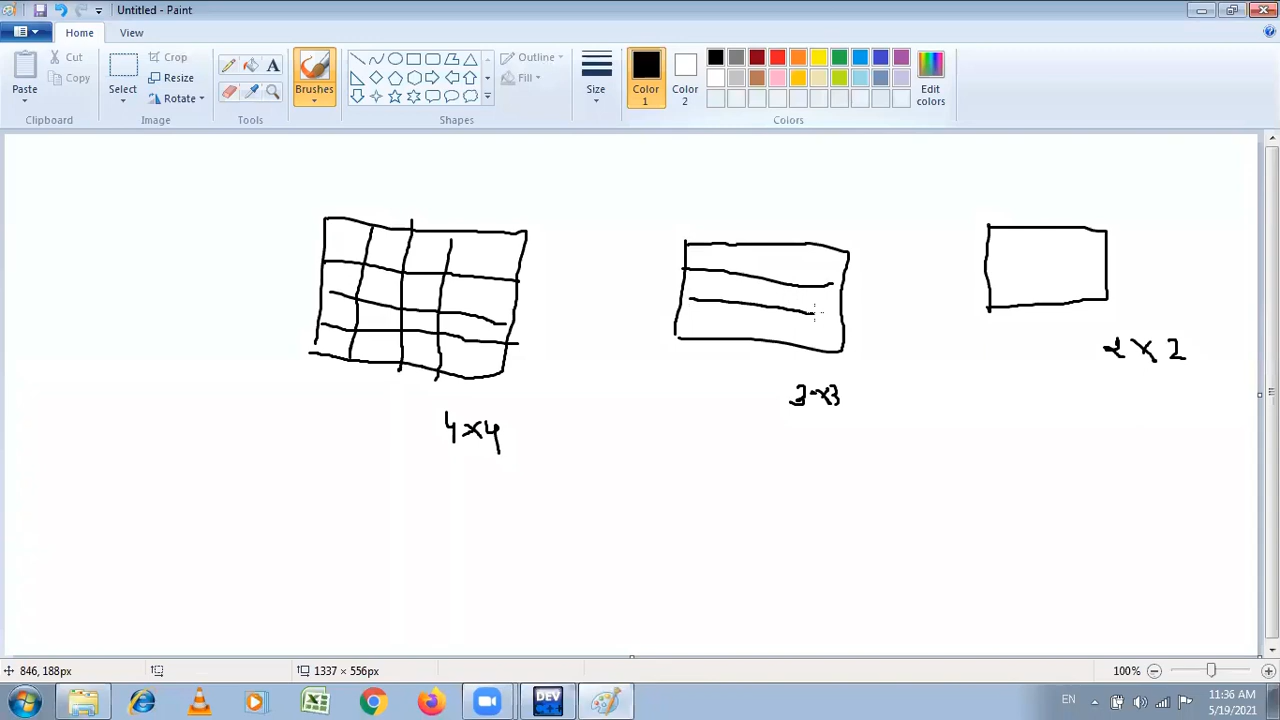 Untitled - Paint
Home
View
Paste
Cut
Copy
Clipboard
Select
Crop
Resize
Rotate
Image
Tools
Brushes
Shapes
Outline
Fill
Size
Color 1
Color 2
Edit colors
Colors
4x4
3x3
2x2
846, 188px
1337 × 556px
100%
DEV
EN
11:36 AM
5/19/2021